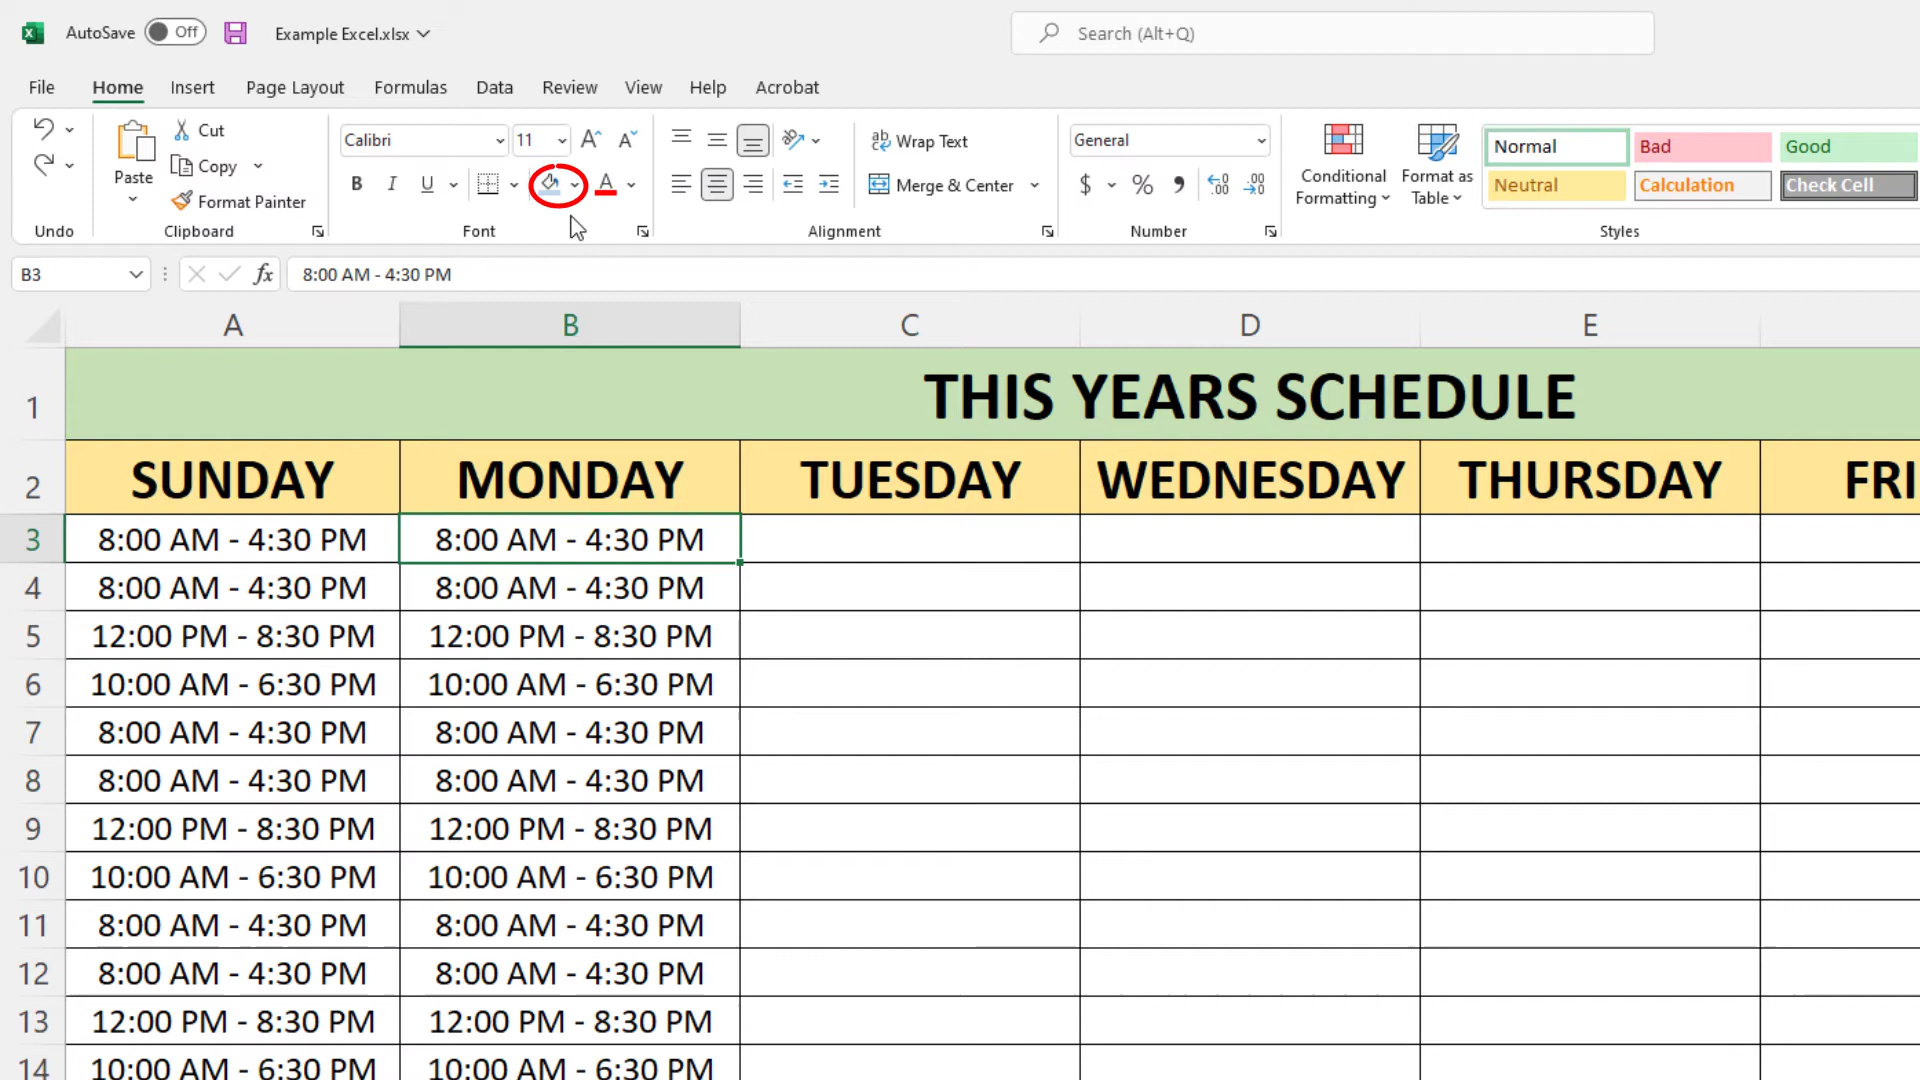 AutoSave Off Example Excel.xlsx Search (Alt+Q)
File Home Insert Page Layout Formulas Data Review View Help Acrobat
Paste Cut Copy Format Painter
Calibri 11 B I U A
Wrap Text Merge & Center
General $ % 9 .00 .00
Conditional Formatting Format as Table
Normal Bad Good
Neutral Calculation Check Cell
Undo Clipboard Font Alignment Number Styles
B3 fx 8:00 AM - 4:30 PM
A B C D E
1 THIS YEARS SCHEDULE
2 SUNDAY MONDAY TUESDAY WEDNESDAY THURSDAY FRI
3 8:00 AM - 4:30 PM 8:00 AM - 4:30 PM
4 8:00 AM - 4:30 PM 8:00 AM - 4:30 PM
5 12:00 PM - 8:30 PM 12:00 PM - 8:30 PM
6 10:00 AM - 6:30 PM 10:00 AM - 6:30 PM
7 8:00 AM - 4:30 PM 8:00 AM - 4:30 PM
8 8:00 AM - 4:30 PM 8:00 AM - 4:30 PM
9 12:00 PM - 8:30 PM 12:00 PM - 8:30 PM
10 10:00 AM - 6:30 PM 10:00 AM - 6:30 PM
11 8:00 AM - 4:30 PM 8:00 AM - 4:30 PM
12 8:00 AM - 4:30 PM 8:00 AM - 4:30 PM
13 12:00 PM - 8:30 PM 12:00 PM - 8:30 PM
14 10:00 AM - 6:30 PM 10:00 AM - 6:30 PM